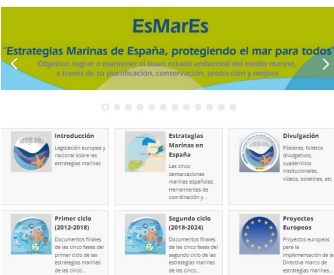 EsMarEs
"Estrategias Marinas de España, protegiendo el mar para todos"
Objetivo: lograr o mantener el buen estado ambiental del medio marino,
a través de su planificación, conservación, protección y mejora
Introducción
Legislación europea y
nacional sobre las
estrategias marinas
Estrategias
Marinas en
España
Las cinco
demarcaciones
marinas españolas.
Herramientas de
coordinación y...
Divulgación
Pósteres, folletos
divulgativos,
cuadernillos
institucionales,
vídeos, boletines, etc
Primer ciclo
(2012-2018)
Documentos finales
de las cinco fases del
primer ciclo de las
estrategias marinas
de las cinco...
Segundo ciclo
(2018-2024)
Documentos finales
de las cinco fases del
segundo ciclo de las
estrategias marinas
de las cinco...
Proyectos
Europeos
Proyectos europeos
para la
implementación de la
Directiva marco de
estrategias marinas...